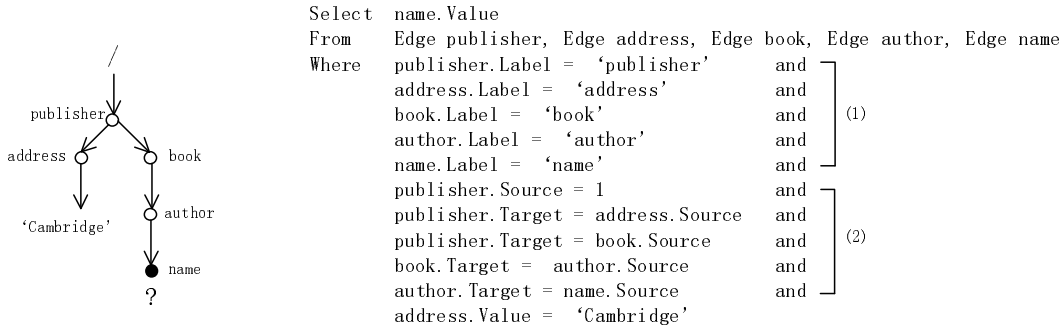 /
publisher
address
book
author
‘Cambridge’
name
?
Select name.Value
From Edge publisher, Edge address, Edge book, Edge author, Edge name
Where publisher.Label = ‘publisher’ and
address.Label = ‘address’ and
book.Label = ‘book’ and
(1)
author.Label = ‘author’ and
name.Label = ‘name’ and
publisher.Source = 1 and
publisher.Target = address.Source and
(2)
publisher.Target = book.Source and
book.Target = author.Source and
author.Target = name.Source and
address.Value = ‘Cambridge’